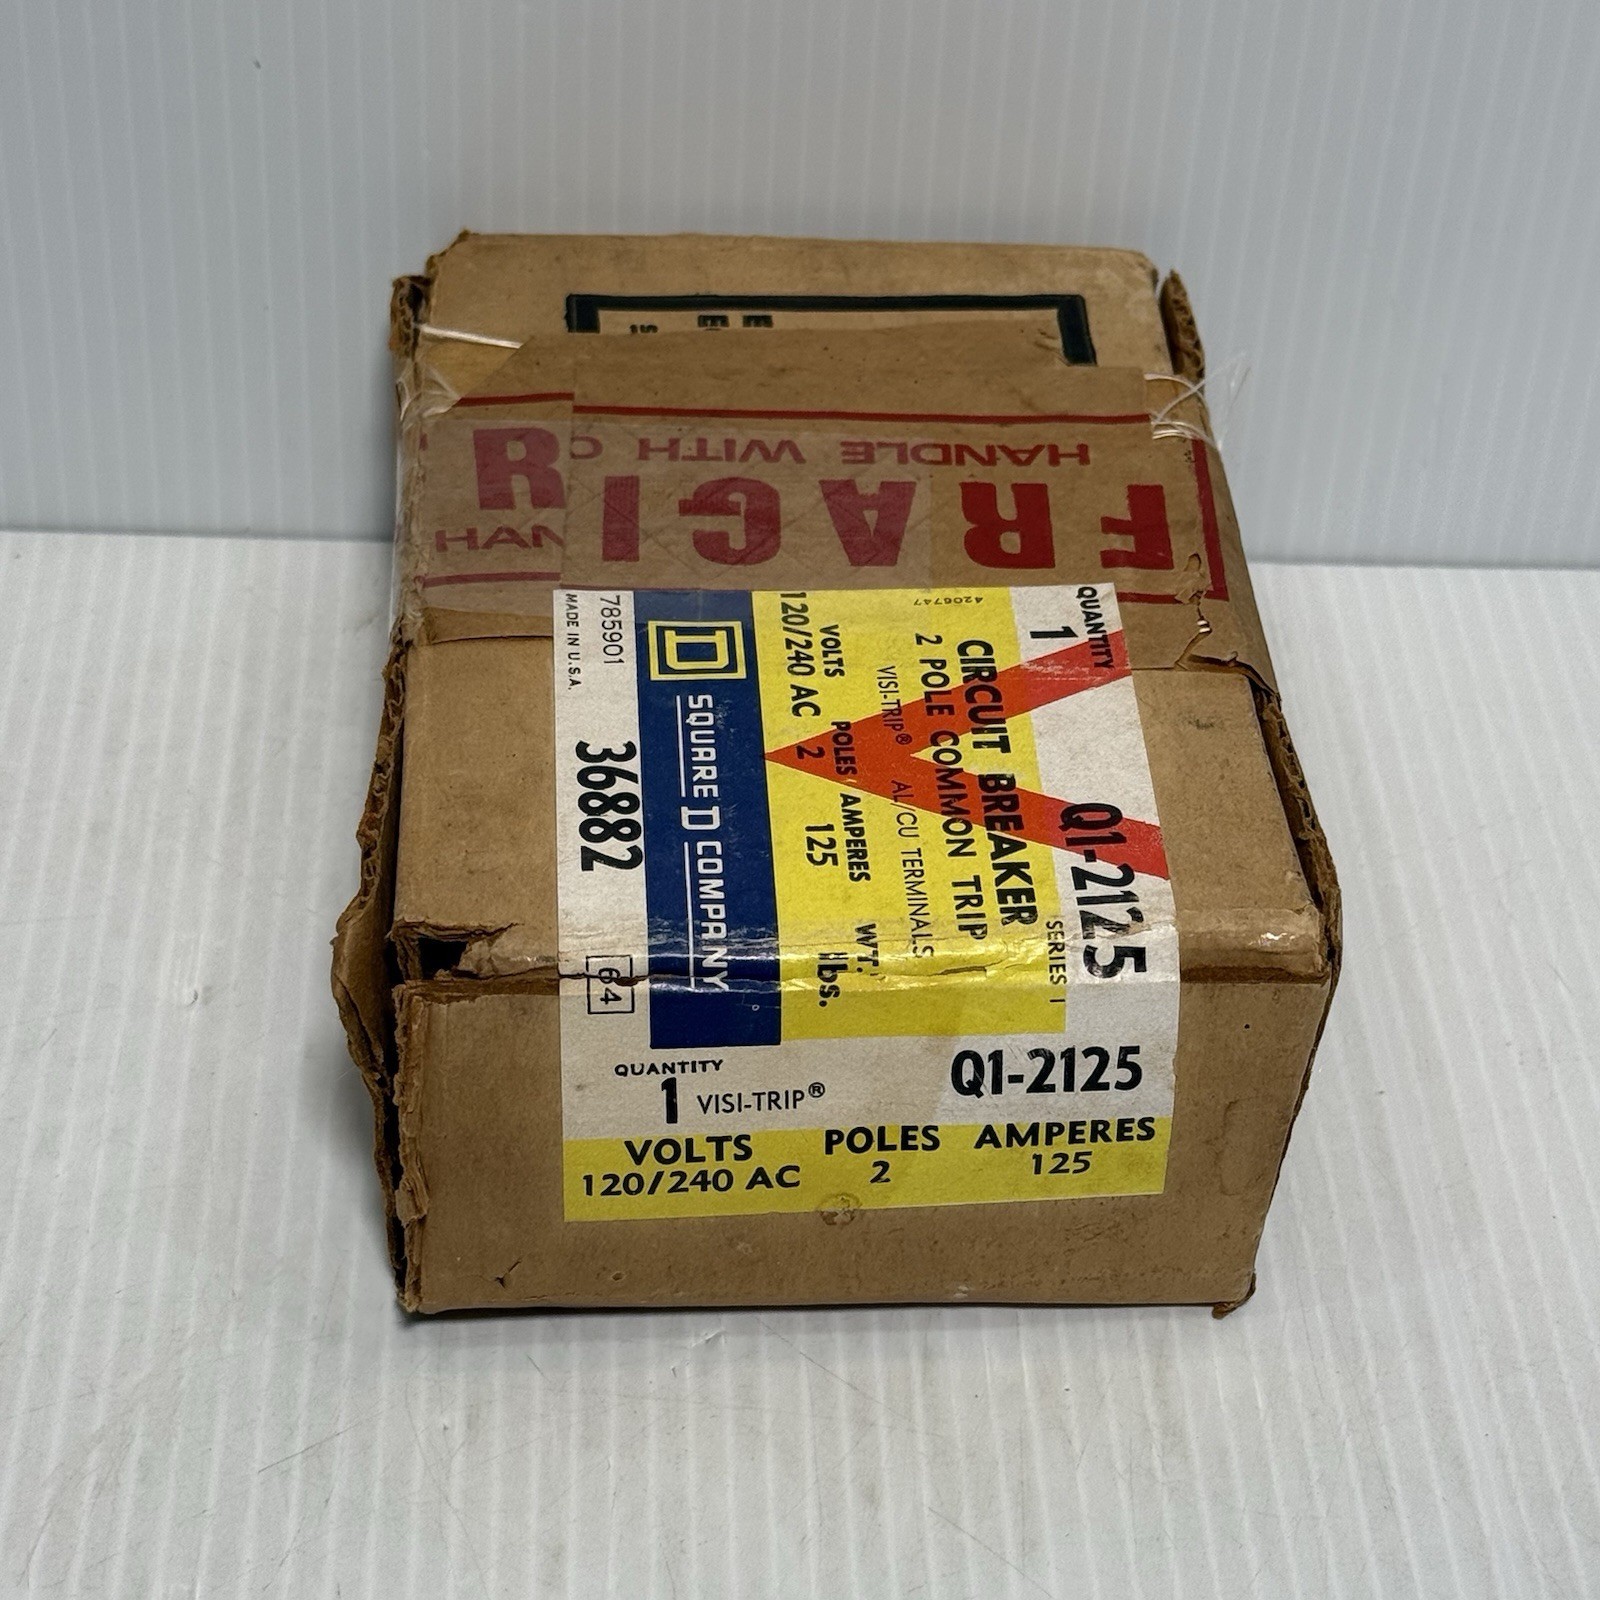 HANDLE WITH C
FRAGI
R
HAN
QUANTITY
1
Q1-2125
SERIES 1
CIRCUIT BREAKER
2 POLE COMMON TRIP
VISI-TRIP® AL/CU TERMINALS
4206747
VOLTS POLES AMPERES WT.
120/240 AC 2 125 lbs.
SQUARE D COMPANY
785901
36882
64
MADE IN U.S.A.
QUANTITY
1 VISI-TRIP® Q1-2125
VOLTS POLES AMPERES
120/240 AC 2 125